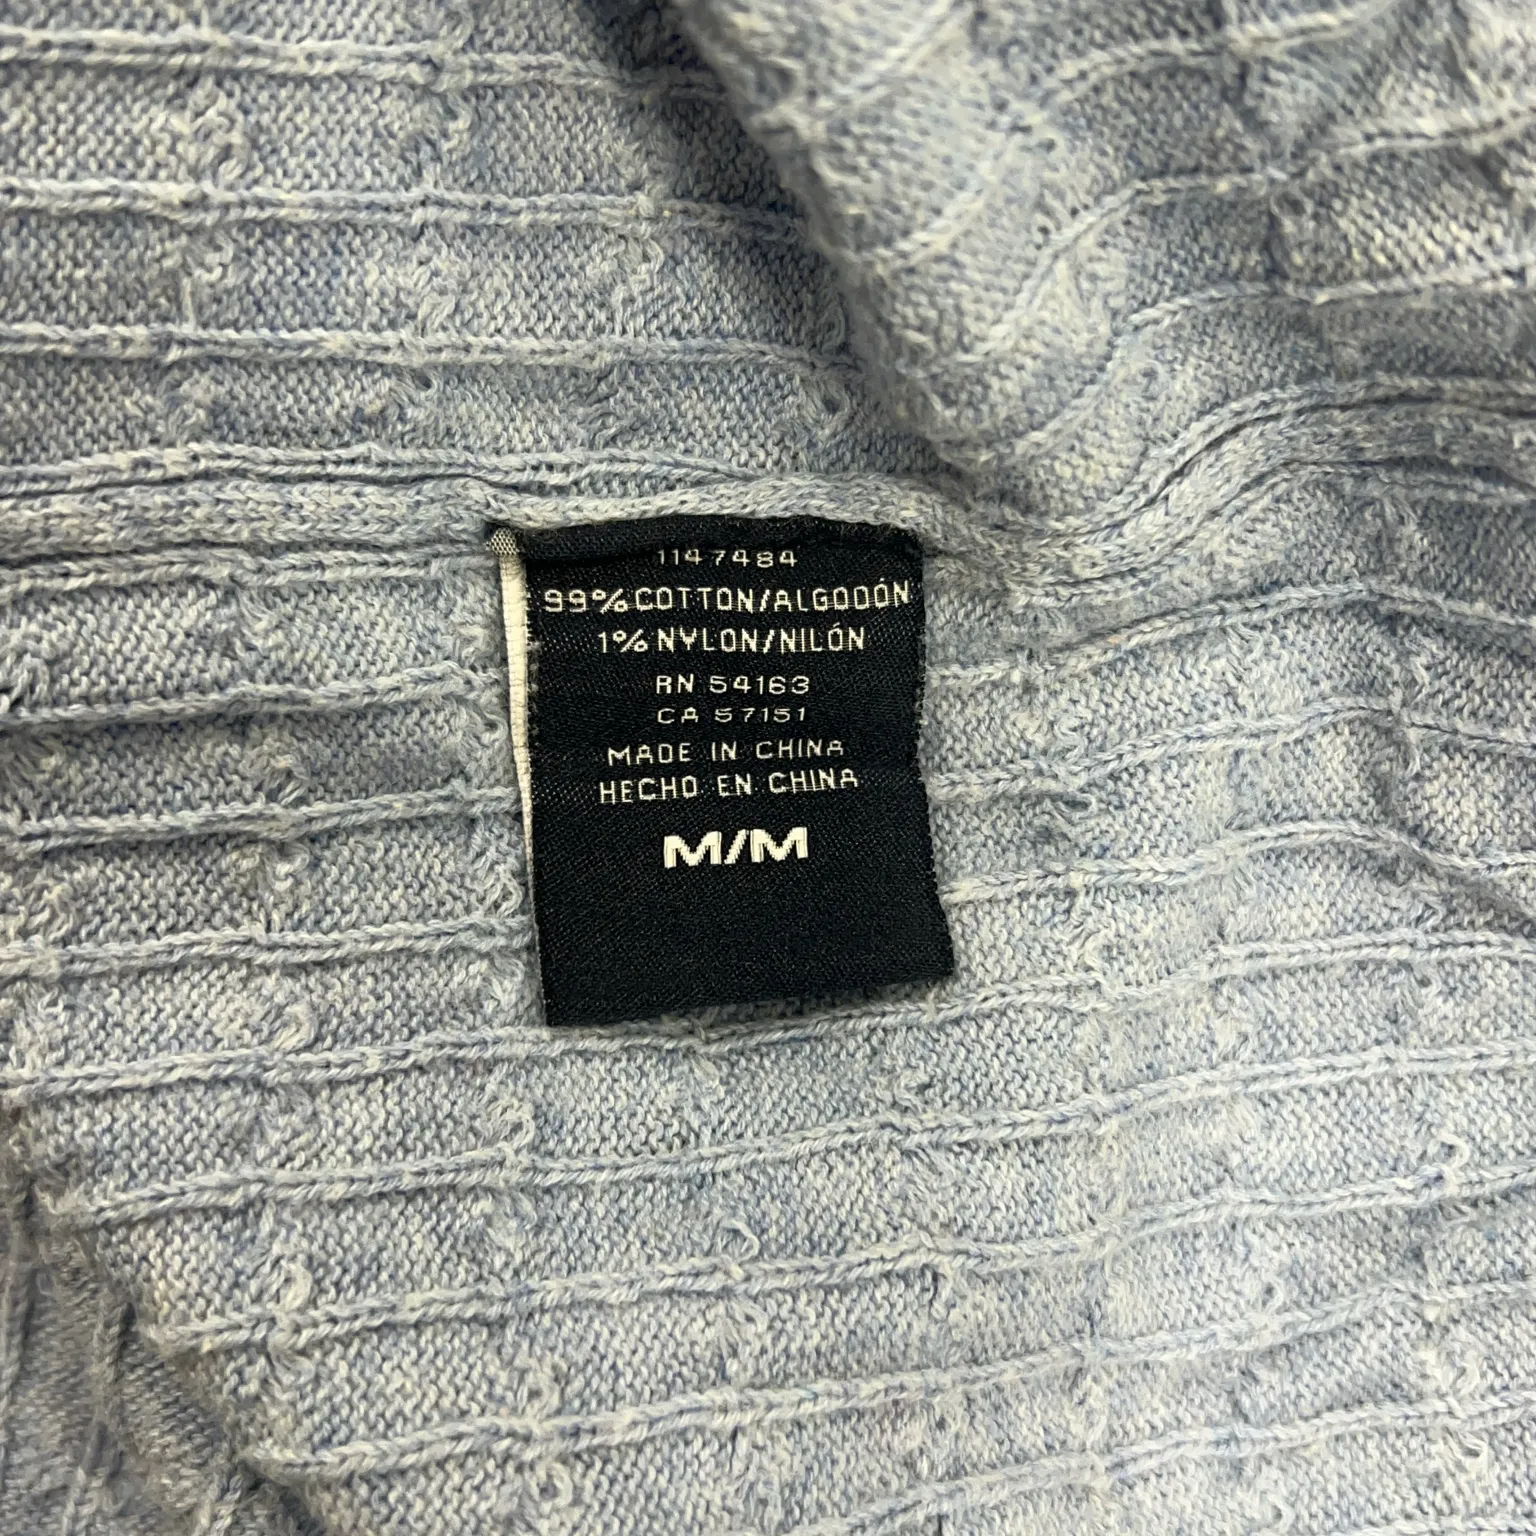 1147484
99% COTTON/ALGODÓN
1% NYLON/NILÓN
RN 54163
CA 57151
MADE IN CHINA
HECHO EN CHINA
M/M